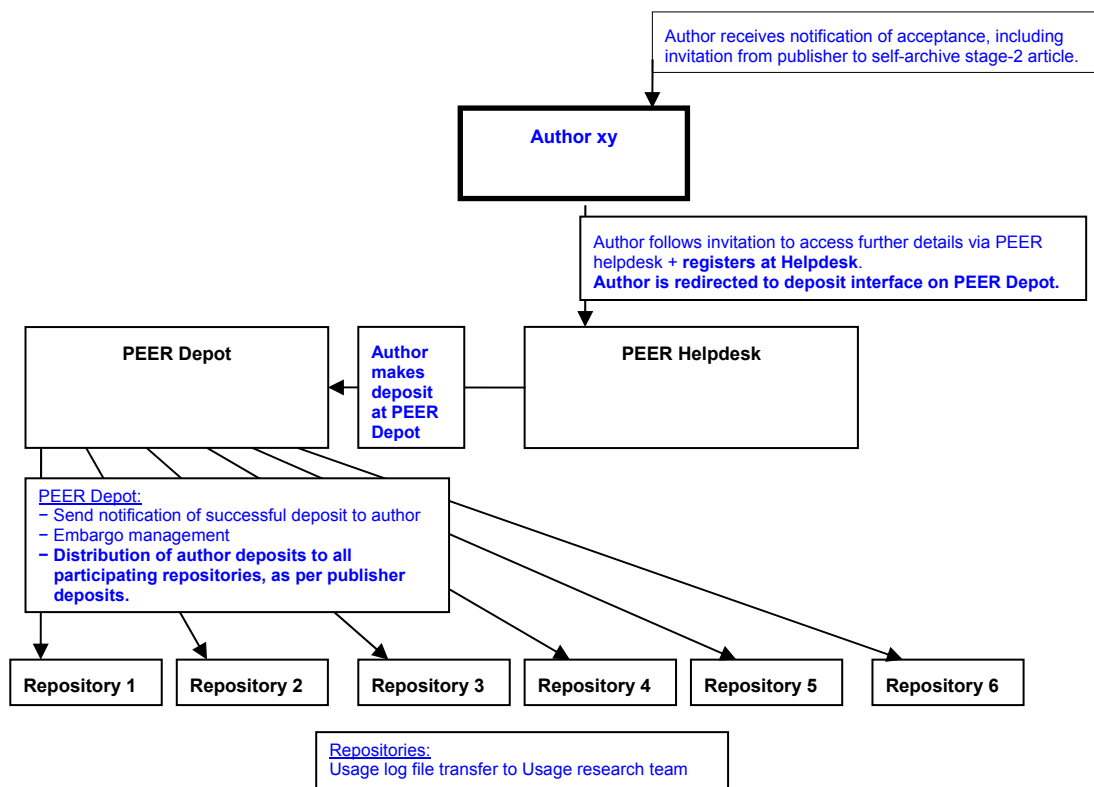 Author receives notification of acceptance, including
invitation from publisher to self-archive stage-2 article.
Author xy
Author follows invitation to access further details via PEER
helpdesk + registers at Helpdesk.
Author is redirected to deposit interface on PEER Depot.
PEER Depot
Author
makes
deposit
at PEER
Depot
PEER Helpdesk
PEER Depot:
− Send notification of successful deposit to author
− Embargo management
− Distribution of author deposits to all
participating repositories, as per publisher
deposits.
Repository 1
Repository 2
Repository 3
Repository 4
Repository 5
Repository 6
Repositories:
Usage log file transfer to Usage research team